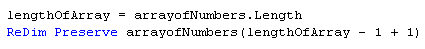 lengthOfArray = arrayofNumbers.Length
ReDim Preserve arrayofNumbers(lengthOfArray - 1 + 1)